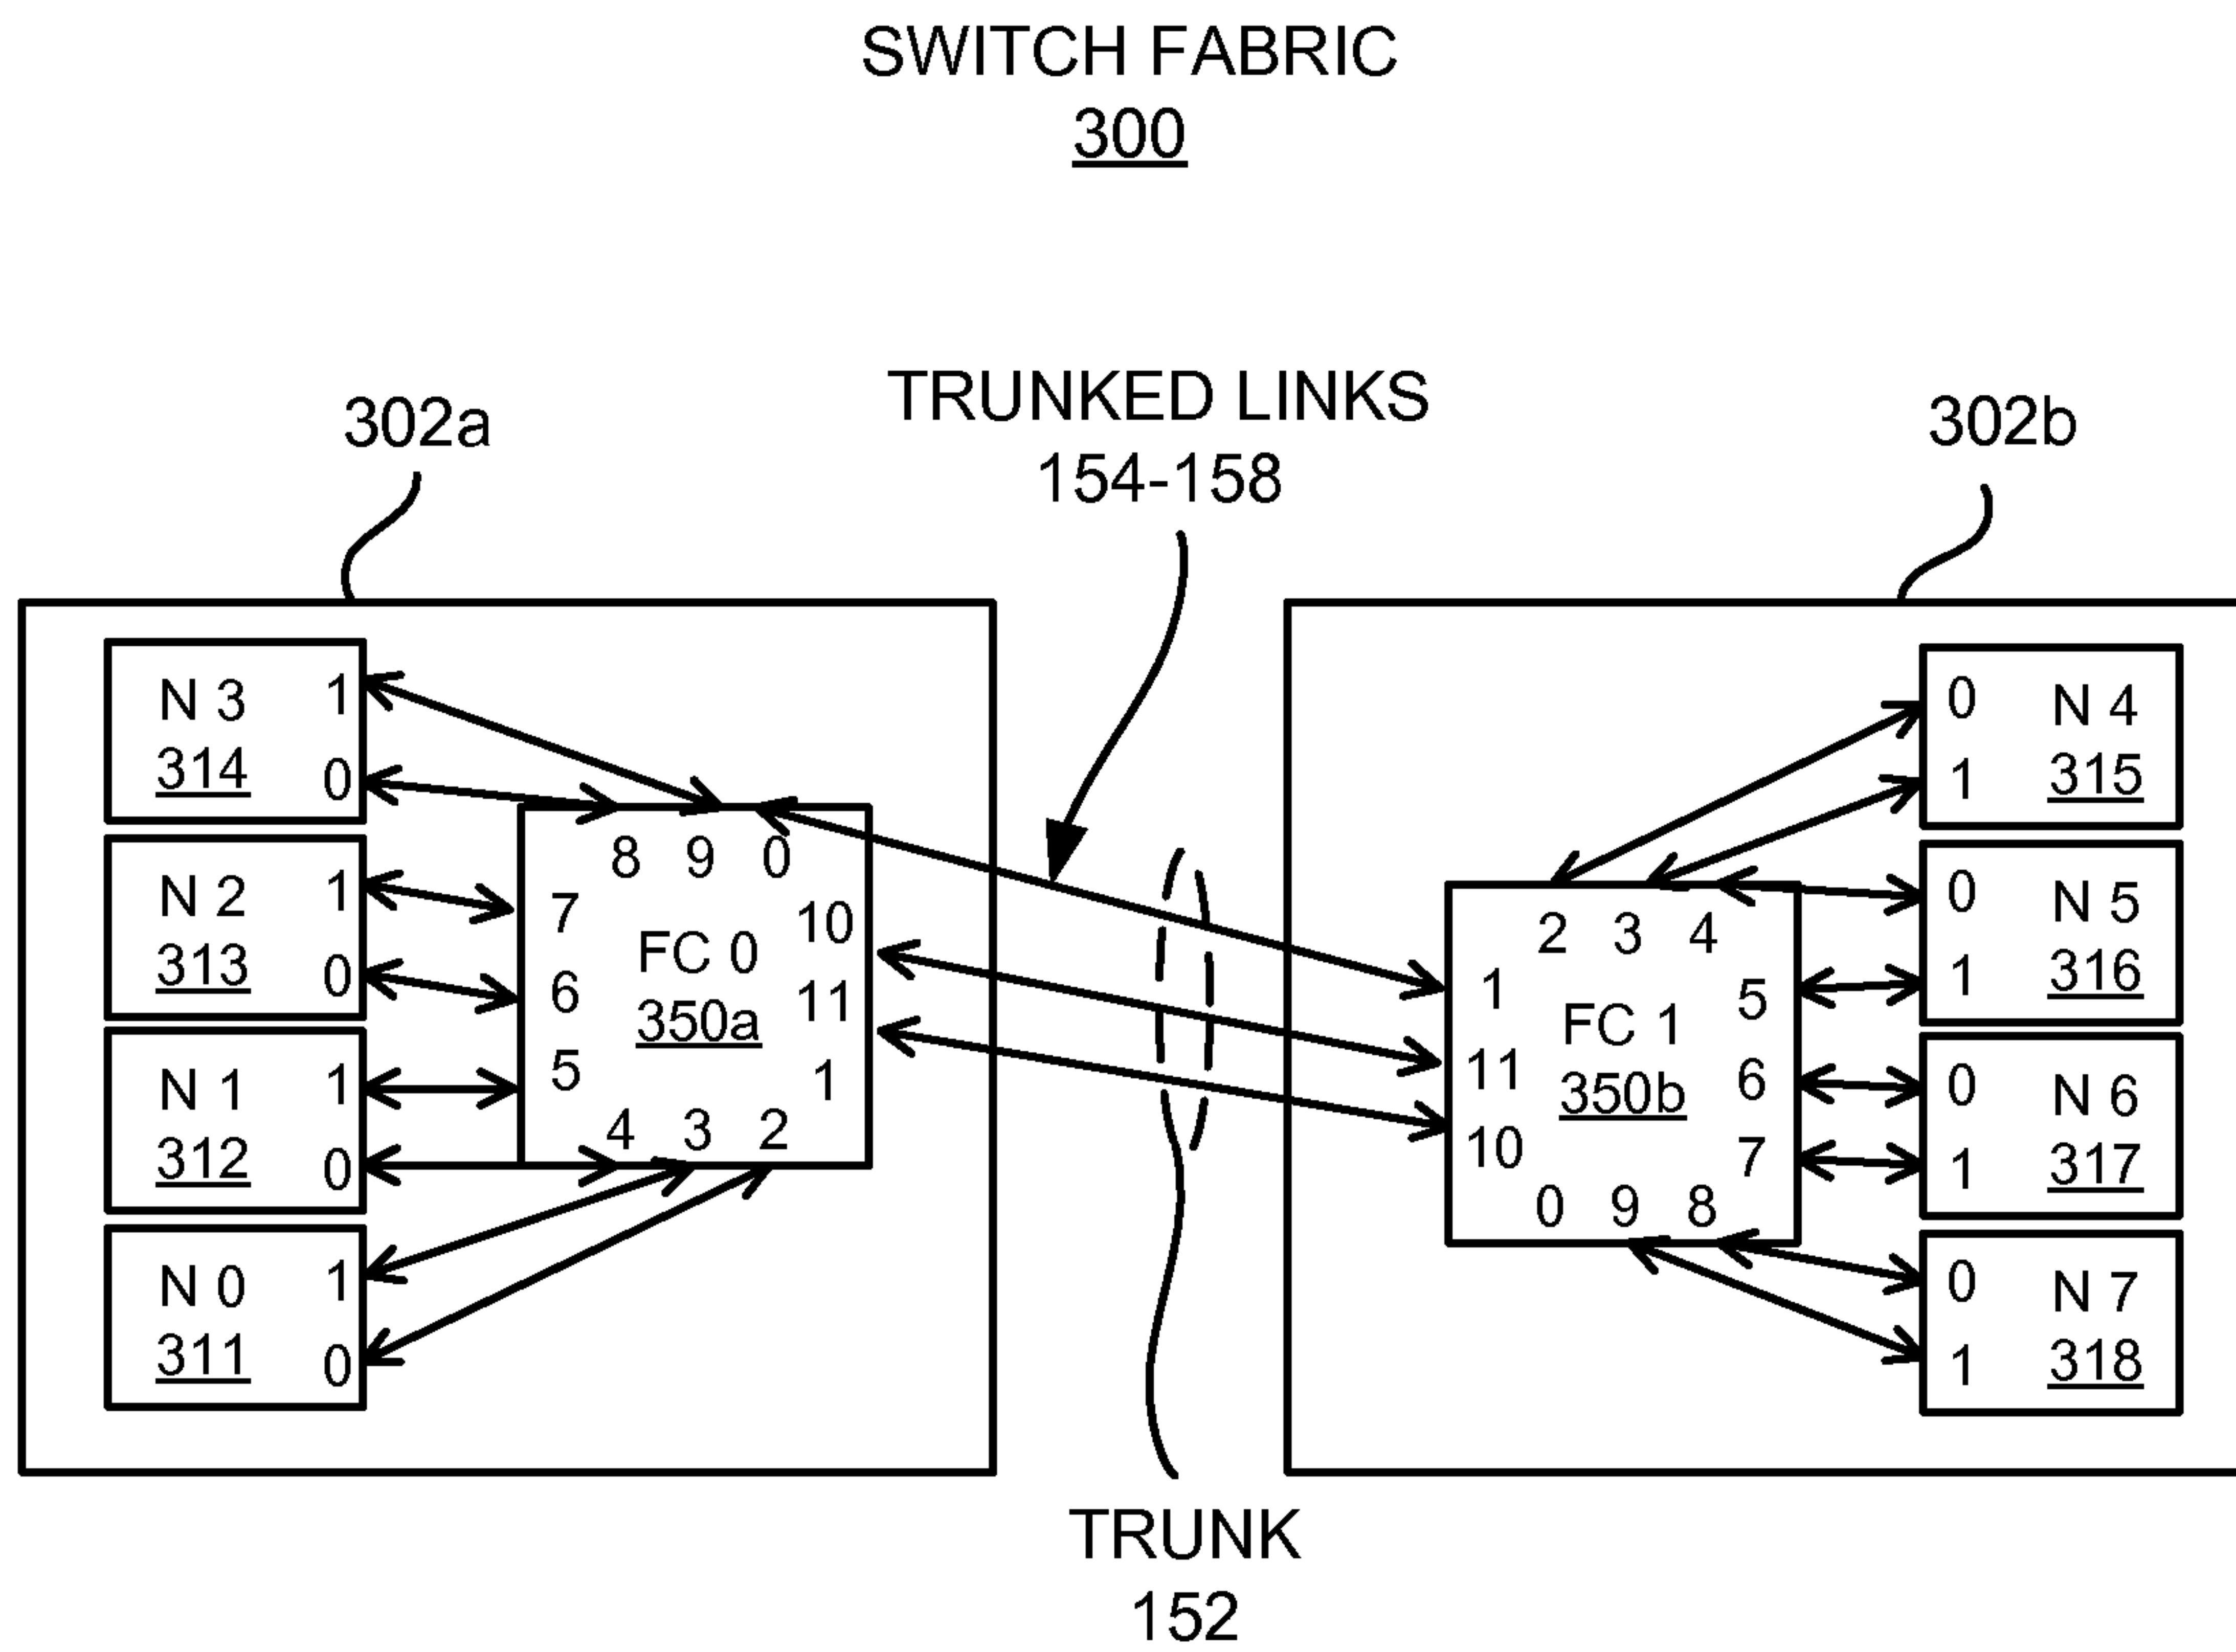 SWITCH FABRIC
300
TRUNKED LINKS
154-158
302a
302b
N 3 1
314 0
N 2 1
313 0
N 1 1
312 0
N 0 1
311 0
8 9 0
7 10
FC 0
6 11
350a
5 1
4 3 2
2 3 4
1 5
FC 1
11 6
350b
10 7
0 9 8
0 N 4
1 315
0 N 5
1 316
0 N 6
1 317
0 N 7
1 318
TRUNK
152